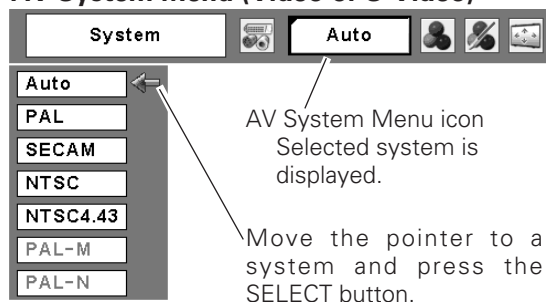 AV System Menu (Video or S-Video)
System
Auto
Auto
PAL
SECAM
NTSC
NTSC4.43
PAL-M
PAL-N
AV System Menu icon
Selected system is
displayed.
Move the pointer to a
system and press the
SELECT button.